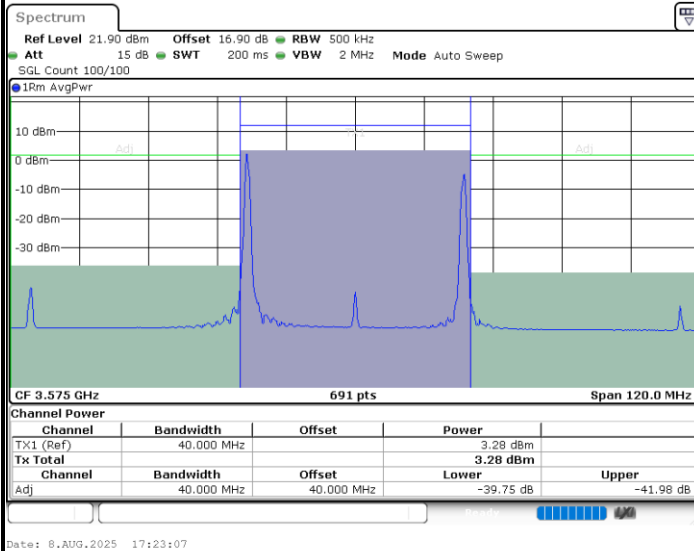 Spectrum
Ref Level 21.90 dBm Offset 16.90 dB RBW 500 kHz
Att 15 dB SWT 200 ms VBW 2 MHz Mode Auto Sweep
SGL Count 100/100
1Rm AvgPwr
10 dBm
Adj Adj
0 dBm
-10 dBm
-20 dBm
-30 dBm
CF 3.575 GHz 691 pts Span 120.0 MHz
Channel Power
Channel Bandwidth Offset Power
TX1 (Ref) 40.000 MHz 3.28 dBm
Tx Total 3.28 dBm
Channel Bandwidth Offset Lower Upper
Adj 40.000 MHz 40.000 MHz -39.75 dB -41.98 dB
Ready
Date: 8.AUG.2025 17:23:07